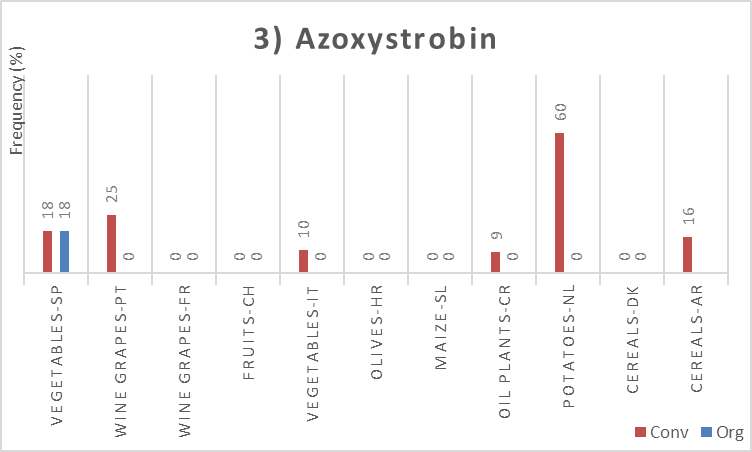 3) Azoxystrobin
Frequency (%)
18
18
25
0
0
0
0
0
10
0
0
0
0
0
9
0
60
0
0
0
16
VEGETABLES-SP
WINE GRAPES-PT
WINE GRAPES-FR
FRUITS-CH
VEGETABLES-IT
OLIVES-HR
MAIZE-SL
OIL PLANTS-CR
POTATOES-NL
CEREALS-DK
CEREALS-AR
Conv
Org